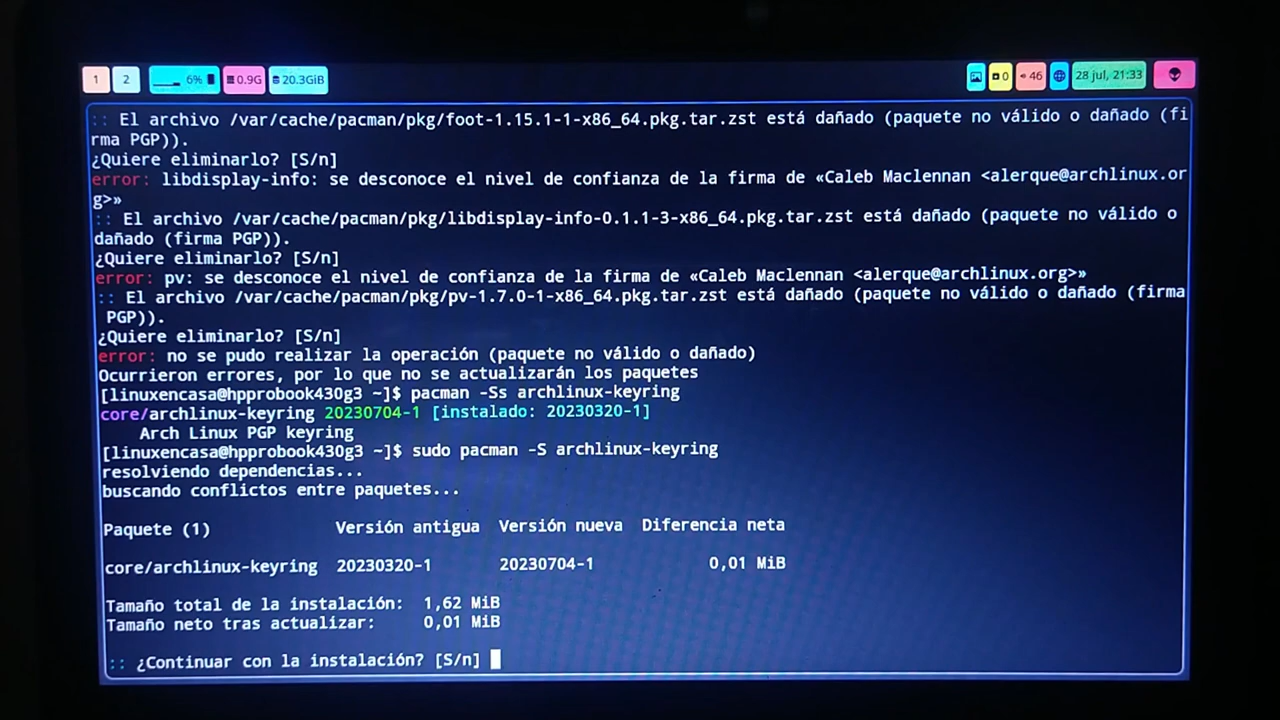 1 2 6% 0.9G 20.3GiB 0 46 28 jul, 21:33
:: El archivo /var/cache/pacman/pkg/foot-1.15.1-1-x86_64.pkg.tar.zst está dañado (paquete no válido o dañado (fi
rma PGP)).
¿Quiere eliminarlo? [S/n]
error: libdisplay-info: se desconoce el nivel de confianza de la firma de «Caleb Maclennan <alerque@archlinux.or
g>»
:: El archivo /var/cache/pacman/pkg/libdisplay-info-0.1.1-3-x86_64.pkg.tar.zst está dañado (paquete no válido o
dañado (firma PGP)).
¿Quiere eliminarlo? [S/n]
error: pv: se desconoce el nivel de confianza de la firma de «Caleb Maclennan <alerque@archlinux.org>»
:: El archivo /var/cache/pacman/pkg/pv-1.7.0-1-x86_64.pkg.tar.zst está dañado (paquete no válido o dañado (firma
PGP)).
¿Quiere eliminarlo? [S/n]
error: no se pudo realizar la operación (paquete no válido o dañado)
Ocurrieron errores, por lo que no se actualizarán los paquetes
[linuxencasa@hpprobook430g3 ~]$ pacman -Ss archlinux-keyring
core/archlinux-keyring 20230704-1 [instalado: 20230320-1]
Arch Linux PGP keyring
[linuxencasa@hpprobook430g3 ~]$ sudo pacman -S archlinux-keyring
resolviendo dependencias...
buscando conflictos entre paquetes...
Paquete (1) Versión antigua Versión nueva Diferencia neta
core/archlinux-keyring 20230320-1 20230704-1 0,01 MiB
Tamaño total de la instalación: 1,62 MiB
Tamaño neto tras actualizar: 0,01 MiB
:: ¿Continuar con la instalación? [S/n]